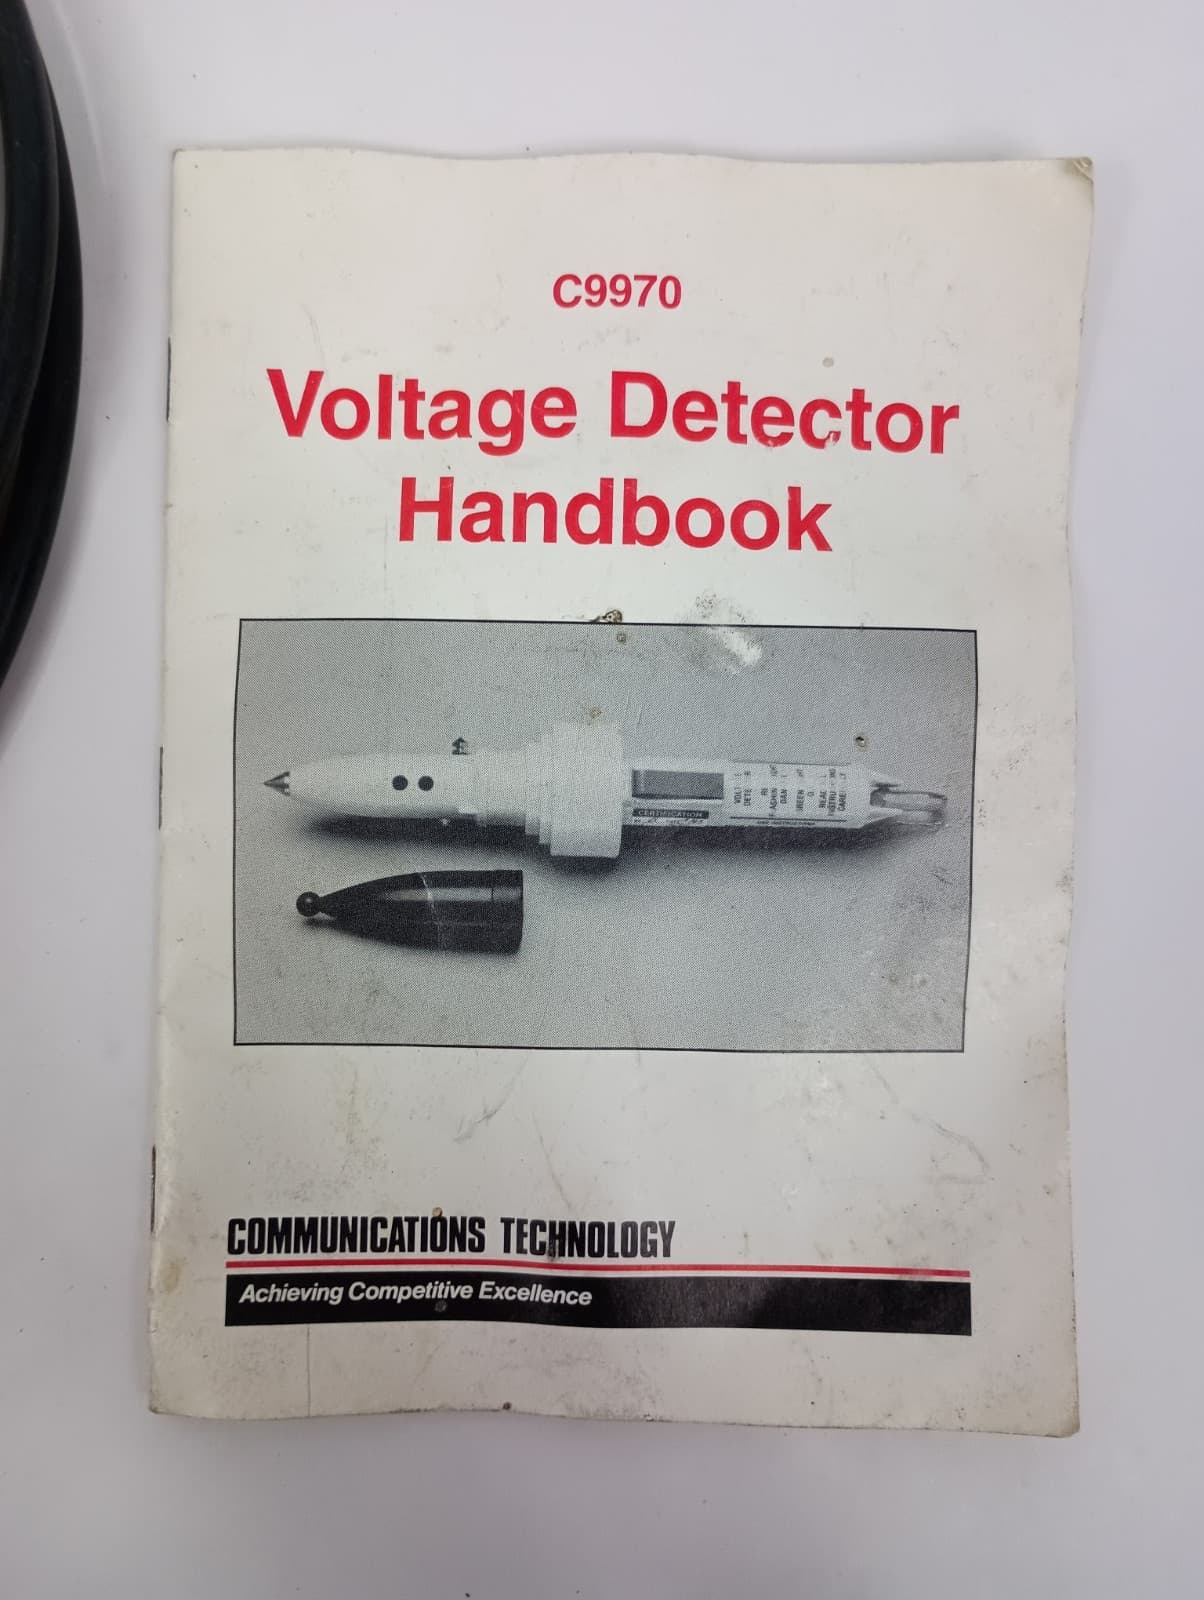 C9970
Voltage Detector
Handbook
CERTIFICATION
COMMUNICATIONS TECHNOLOGY
Achieving Competitive Excellence